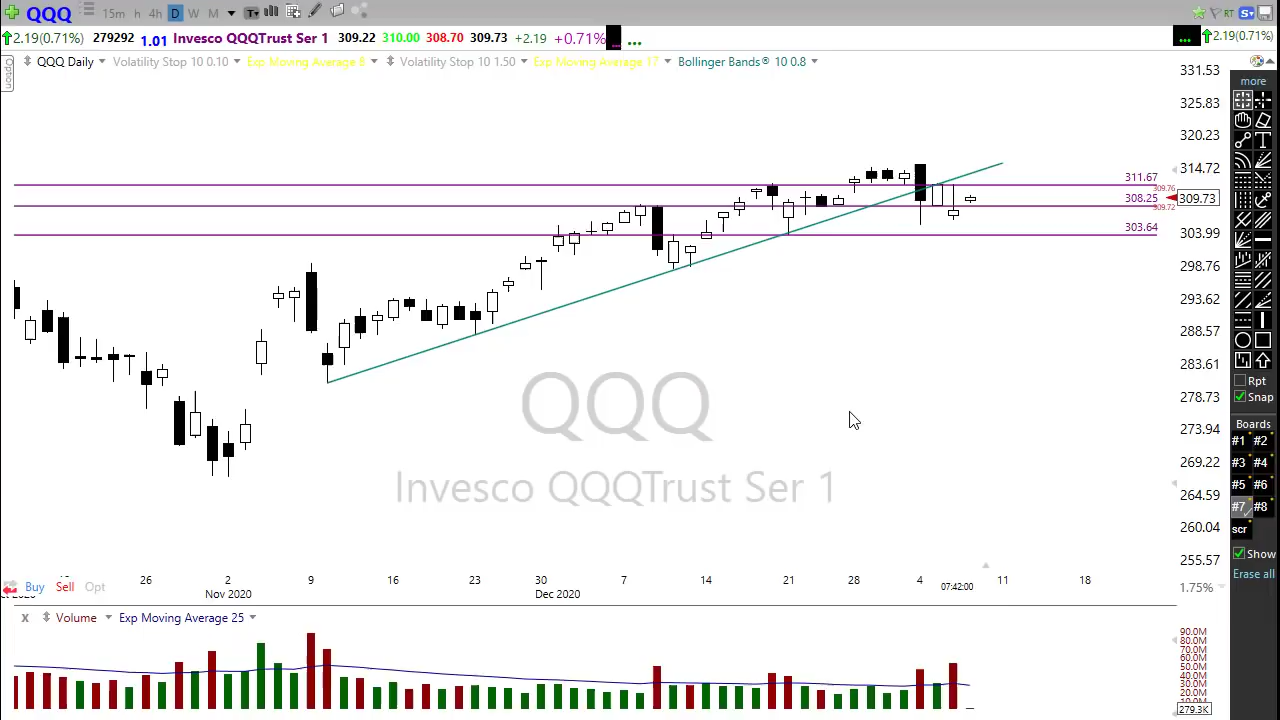 QQQ 15m h 4h D W M T RT S
2.19(0.71%) 279292 1.01 Invesco QQQTrust Ser 1 309.22 310.00 308.70 309.73 +2.19 +0.71% ... ... 2.19(0.71%)
Option
QQQ Daily Volatility Stop 10 0.10 Exp Moving Average 8 Volatility Stop 10 1.50 Exp Moving Average 17 Bollinger Bands® 10 0.8
331.53
325.83
320.23
314.72
311.67
309.76
308.25 309.73
309.72
303.64
303.99
298.76
293.62
288.57
283.61
278.73
273.94
269.22
264.59
260.04
255.57
1.75%
QQQ
Invesco QQQTrust Ser 1
more
Rpt
Snap
Boards
#1 #2
#3 #4
#5 #6
#7 #8
scr
Show
Erase all
Buy Sell Opt
26 2 9 16 23 30 7 14 21 28 4 11 18
Nov 2020 Dec 2020 07:42:00
x Volume Exp Moving Average 25
90.0M
80.0M
70.0M
60.0M
50.0M
40.0M
30.0M
20.0M
279.3K